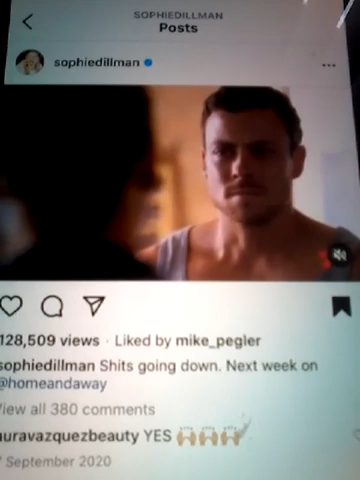 SOPHIEDILLMAN
Posts
sophiedillman
128,509 views · Liked by mike_pegler
sophiedillman Shits going down. Next week on
@homeandaway
View all 380 comments
auravazquezbeauty YES 🙌🏼🙌🏼🙌🏼
September 2020